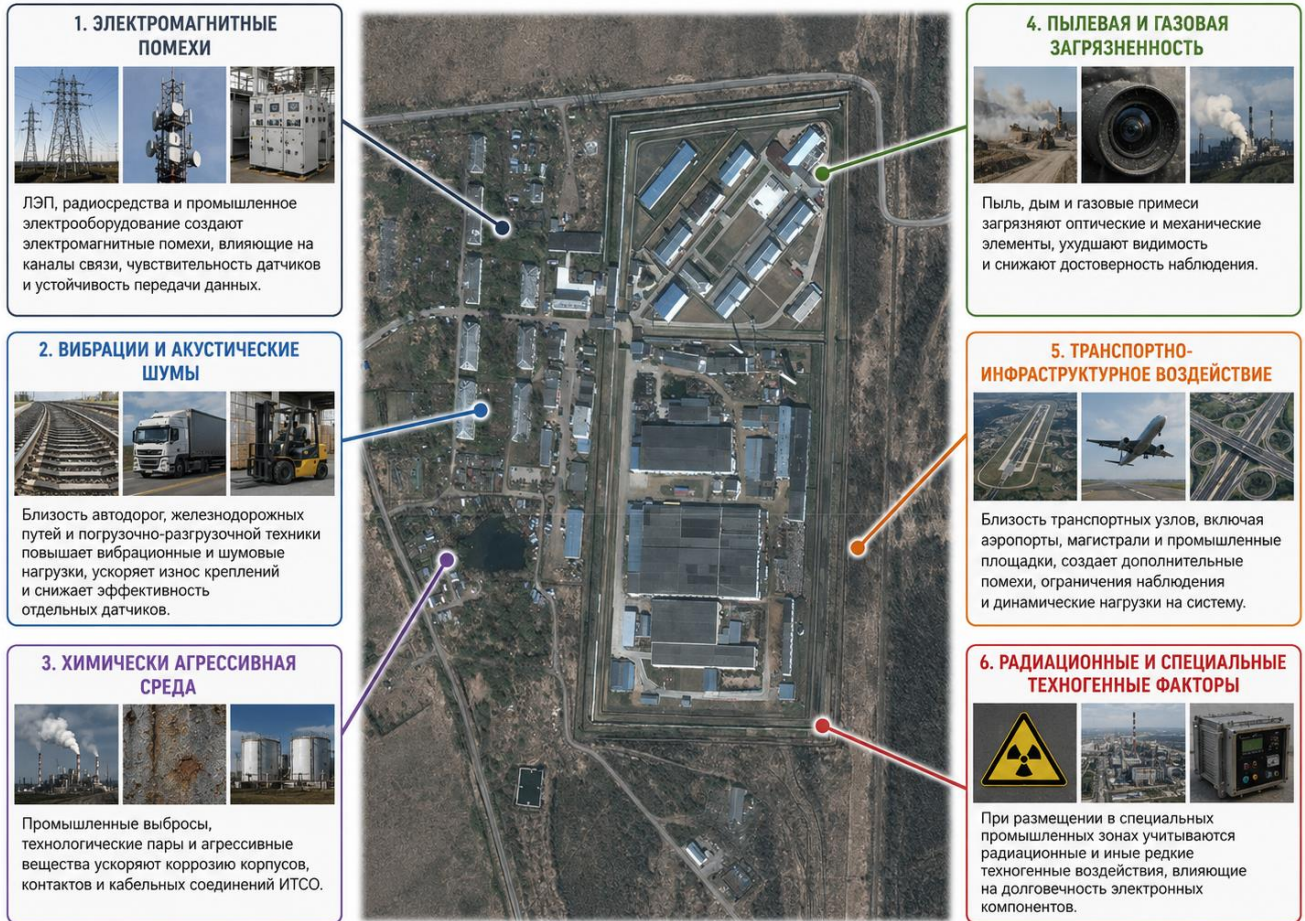 1. ЭЛЕКТРОМАГНИТНЫЕ
ПОМЕХИ
ЛЭП, радиосредства и промышленное
электрооборудование создают
электромагнитные помехи, влияющие на
каналы связи, чувствительность датчиков
и устойчивость передачи данных.
2. ВИБРАЦИИ И АКУСТИЧЕСКИЕ
ШУМЫ
Близость автодорог, железнодорожных
путей и погрузочно-разгрузочной техники
повышает вибрационные и шумовые
нагрузки, ускоряет износ креплений
и снижает эффективность
отдельных датчиков.
3. ХИМИЧЕСКИ АГРЕССИВНАЯ
СРЕДА
Промышленные выбросы,
технологические пары и агрессивные
вещества ускоряют коррозию корпусов,
контактов и кабельных соединений ИТСО.
4. ПЫЛЕВАЯ И ГАЗОВАЯ
ЗАГРЯЗНЕННОСТЬ
Пыль, дым и газовые примеси
загрязняют оптические и механические
элементы, ухудшают видимость
и снижают достоверность наблюдения.
5. ТРАНСПОРТНО-
ИНФРАСТРУКТУРНОЕ ВОЗДЕЙСТВИЕ
Близость транспортных узлов, включая
аэропорты, магистрали и промышленные
площадки, создает дополнительные
помехи, ограничения наблюдения
и динамические нагрузки на систему.
6. РАДИАЦИОННЫЕ И СПЕЦИАЛЬНЫЕ
ТЕХНОГЕННЫЕ ФАКТОРЫ
При размещении в специальных
промышленных зонах учитываются
радиационные и иные редкие
техногенные воздействия, влияющие
на долговечность электронных
компонентов.